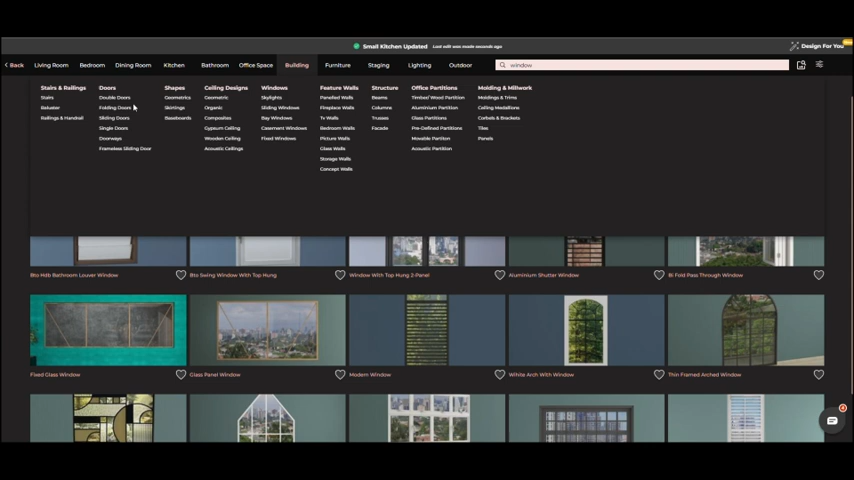 Small Kitchen Updated Last edit was made seconds ago
Design For You
Back Living Room Bedroom Dining Room Kitchen Bathroom Office Space Building Furniture Staging Lighting Outdoor window
Stairs & Railings
Stairs
Baluster
Railings & Handrail
Doors
Double Doors
Folding Doors
Sliding Doors
Single Doors
Doorways
Frameless Sliding Door
Shapes
Geometrics
Skirtings
Baseboards
Ceiling Designs
Geometric
Organic
Composites
Gypsum Ceiling
Wooden Ceiling
Acoustic Ceilings
Windows
Skylights
Sliding Windows
Bay Windows
Casement Windows
Fixed Windows
Feature Walls
Panelled Walls
Fireplace Walls
Tv Walls
Bedroom Walls
Picture Walls
Glass Walls
Storage Walls
Concept Walls
Structure
Beams
Columns
Trusses
Facade
Office Partitions
Timber/Wood Partition
Aluminium Partition
Glass Partitions
Pre-Defined Partitions
Movable Partition
Acoustic Partition
Molding & Millwork
Moldings & Trims
Ceiling Medallions
Corbels & Brackets
Tiles
Panels
Bto Hdb Bathroom Louver Window
Bto Swing Window With Top Hung
Window With Top Hung 2-Panel
Aluminium Shutter Window
Bi Fold Pass Through Window
Fixed Glass Window
Glass Panel Window
Modern Window
Wihita Arch With Window
Thin Framed Arched Window
4